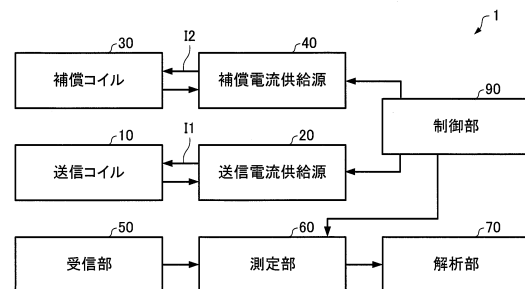 1
30
I2
40
補償コイル
補償電流供給源
90
制御部
10
I1
20
送信コイル
送信電流供給源
50
60
70
受信部
測定部
解析部